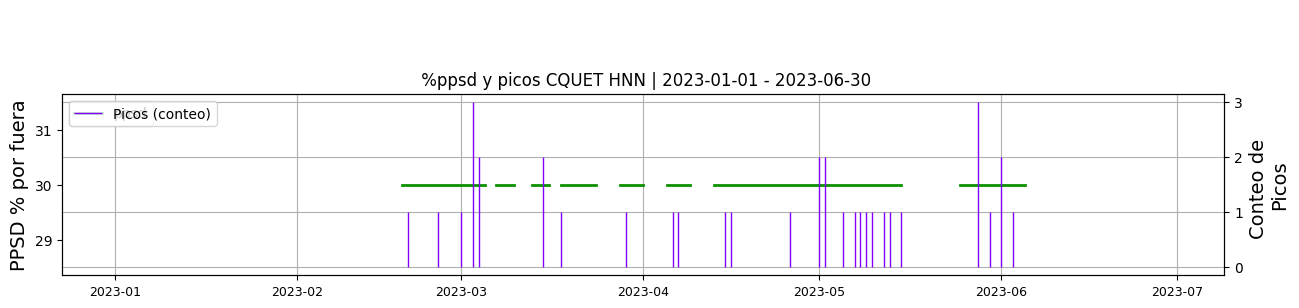 %ppsd y picos CQUET HNN | 2023-01-01 - 2023-06-30
PPSD % por fuera
31
30
29
Picos (conteo)
3
2
1
0
Conteo de
Picos
2023-01
2023-02
2023-03
2023-04
2023-05
2023-06
2023-07